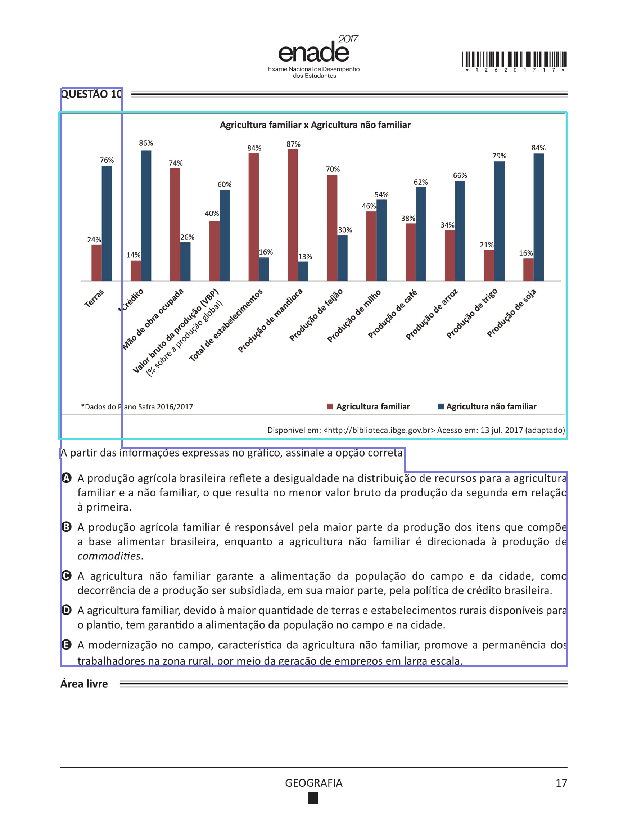 2017
enade
Exame Nacional de Desempenho
dos Estudantes
*R2620171​7*
QUESTÃO 10
Agricultura familiar x Agricultura não familiar
24% 76% 14% 86% 74% 26% 40% 60% 84% 16% 87% 13% 70% 30% 46% 54% 38% 62% 34% 66% 21% 79% 16% 84%
Terras
*Crédito
Mão de obra ocupada
Valor bruto da produção (VBP)
(% sobre a produção global)
Total de estabelecimentos
Produção de mandioca
Produção de feijão
Produção de milho
Produção de café
Produção de arroz
Produção de trigo
Produção de soja
*Dados do Plano Safra 2016/2017
Agricultura familiar
Agricultura não familiar
Disponível em: <http://biblioteca.ibge.gov.br> Acesso em: 13 jul. 2017 (adaptado)
A partir das informações expressas no gráfico, assinale a opção correta
A A produção agrícola brasileira reflete a desigualdade na distribuição de recursos para a agricultura
familiar e a não familiar, o que resulta no menor valor bruto da produção da segunda em relação
à primeira.
B A produção agrícola familiar é responsável pela maior parte da produção dos itens que compõe
a base alimentar brasileira, enquanto a agricultura não familiar é direcionada à produção de
commodities.
C A agricultura não familiar garante a alimentação da população do campo e da cidade, como
decorrência de a produção ser subsidiada, em sua maior parte, pela política de crédito brasileira.
D A agricultura familiar, devido à maior quantidade de terras e estabelecimentos rurais disponíveis para
o plantio, tem garantido a alimentação da população no campo e na cidade.
E A modernização no campo, característica da agricultura não familiar, promove a permanência dos
trabalhadores na zona rural, por meio da geração de empregos em larga escala.
Área livre
GEOGRAFIA
17